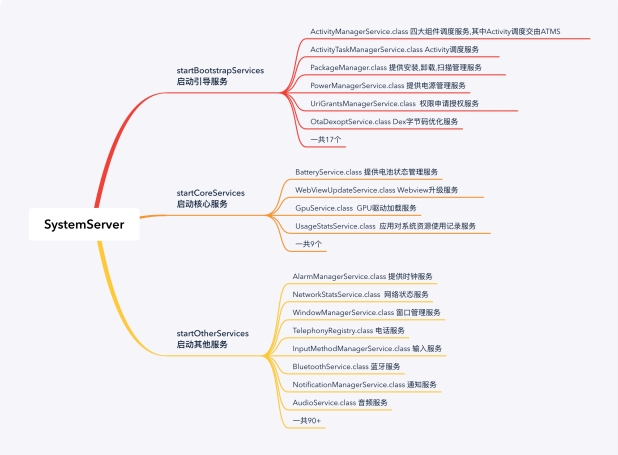 SystemServer
startBootstrapServices
启动引导服务
ActivityManagerService.class 四大组件调度服务,其中Activity调度交由ATMS
ActivityTaskManagerService.class Activity调度服务
PackageManager.class 提供安装,卸载,扫描管理服务
PowerManagerService.class 提供电源管理服务
UriGrantsManagerService.class 权限申请授权服务
OtaDexoptService.class Dex字节码优化服务
一共17个
startCoreServices
启动核心服务
BatteryService.class 提供电池状态管理服务
WebViewUpdateService.class Webview升级服务
GpuService.class GPU驱动加载服务
UsageStatsService.class 应用对系统资源使用记录服务
一共9个
startOtherServices
启动其他服务
AlarmManagerService.class 提供时钟服务
NetworkStatsService.class 网络状态服务
WindowManagerService.class 窗口管理服务
TelephonyRegistry.class 电话服务
InputMethodManagerService.class 输入服务
BluetoothService.class 蓝牙服务
NotificationManagerService.class 通知服务
AudioService.class 音频服务
一共90+